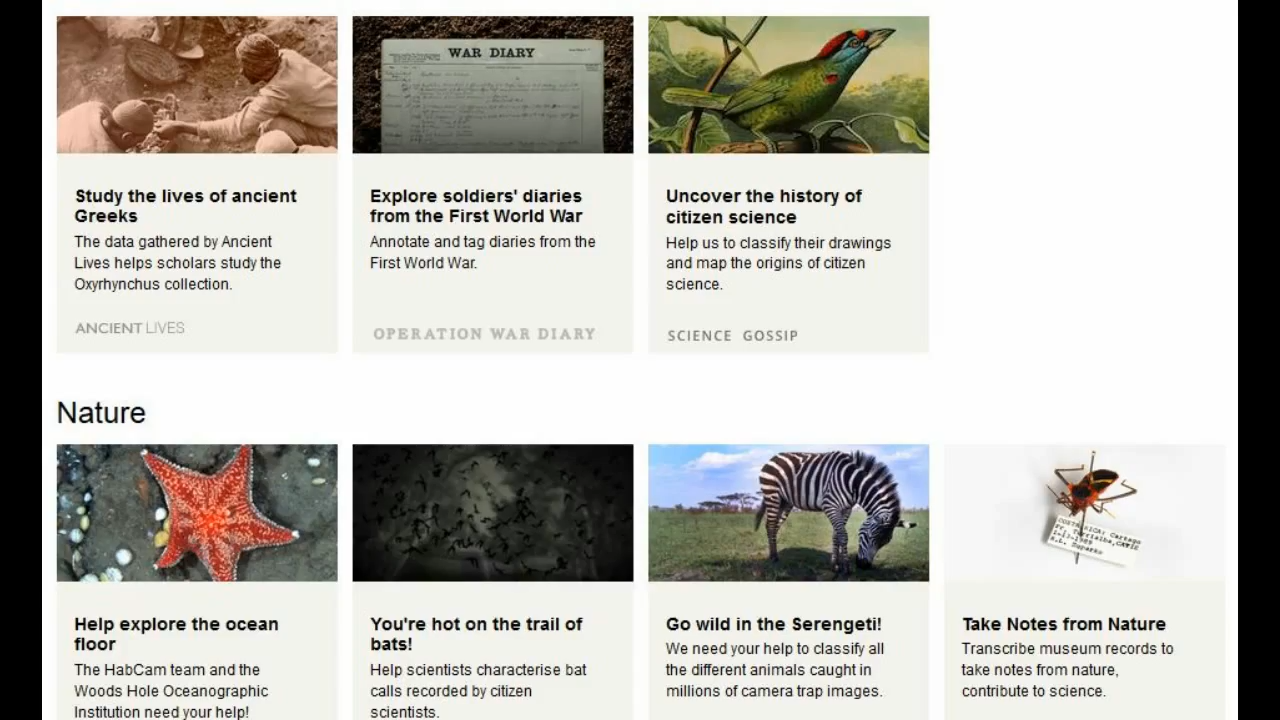 WAR DIARY
Study the lives of ancient
Greeks
The data gathered by Ancient
Lives helps scholars study the
Oxyrhynchus collection.
ANCIENT LIVES
Explore soldiers' diaries
from the First World War
Annotate and tag diaries from the
First World War.
OPERATION WAR DIARY
Uncover the history of
citizen science
Help us to classify their drawings
and map the origins of citizen
science.
SCIENCE GOSSIP
Nature
Help explore the ocean
floor
The HabCam team and the
Woods Hole Oceanographic
Institution need your help!
You're hot on the trail of
bats!
Help scientists characterise bat
calls recorded by citizen
scientists.
Go wild in the Serengeti!
We need your help to classify all
the different animals caught in
millions of camera trap images.
COSTA RICA: Cartago
Turrialba, CATIE
Take Notes from Nature
Transcribe museum records to
take notes from nature,
contribute to science.